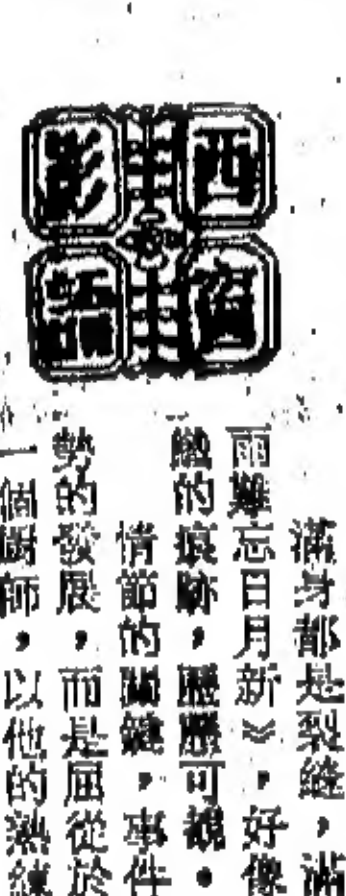 西窗
影話
滿身都是裂縫，滿
雨難忘日月新》，好像
的痕跡，歷歷可親。
情節的關鍵，事件
勢的發展，而是屈從於
一個廚師，以他的熟練